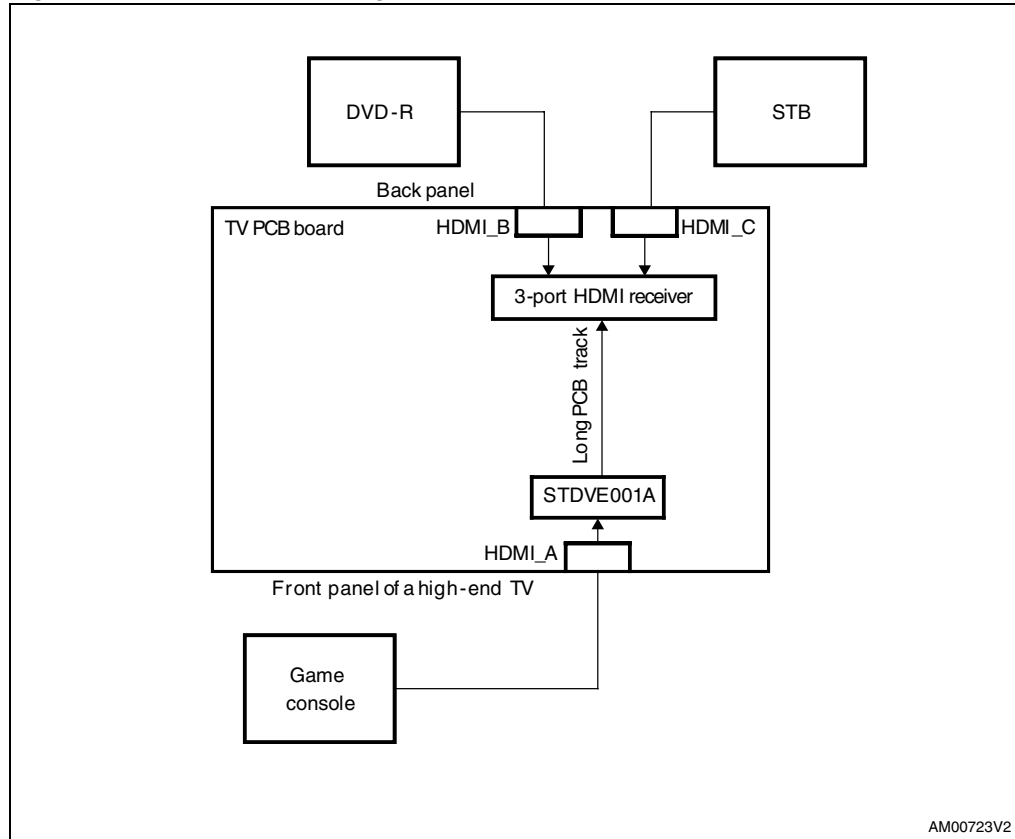 DVD-R
STB
Back panel
TV PCB board
HDMI_B
HDMI_C
3-port HDMI receiver
Long PCB track
STDVE001A
HDMI_A
Front panel of a high-end TV
Game
console
AM00723V2